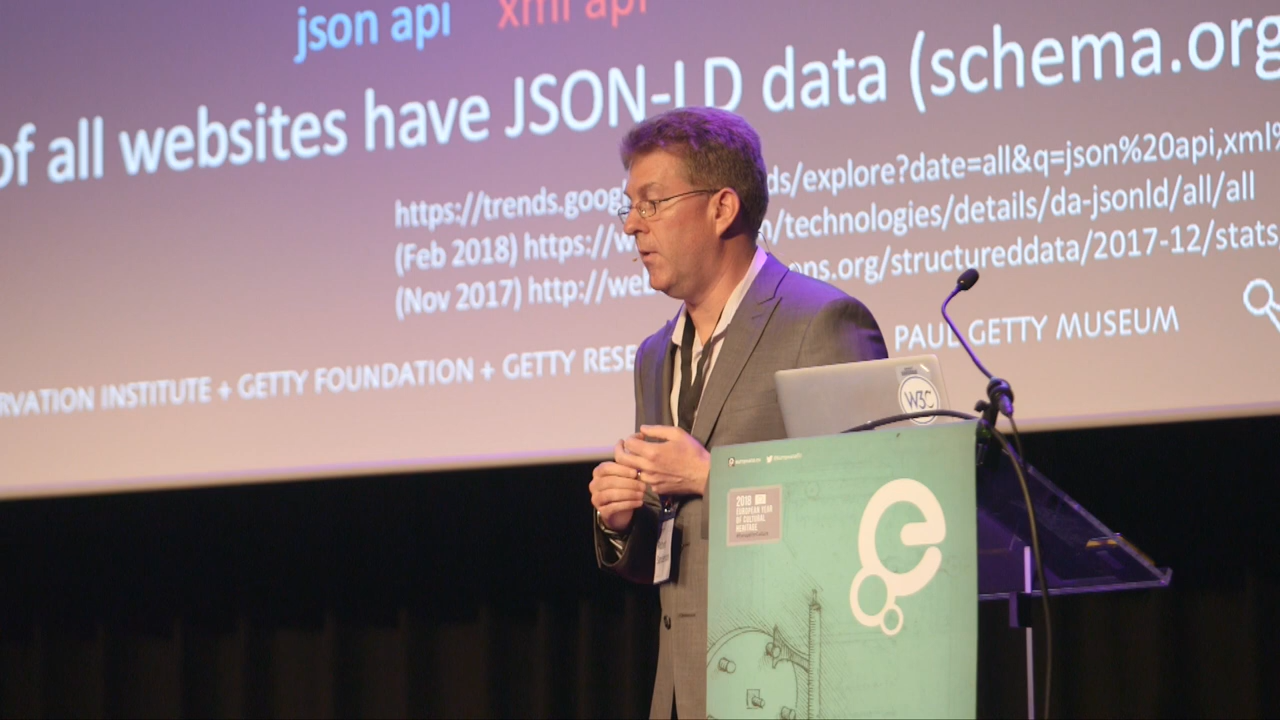 json api xml api
of all websites have JSON-LD data (schema.org
https://trends.goog ds/explore?date=all&q=json%20api,xml%
(Feb 2018) https://w n/technologies/details/da-jsonld/all/all
(Nov 2017) http://web ons.org/structureddata/2017-12/stats
RVATION INSTITUTE + GETTY FOUNDATION + GETTY RESE PAUL GETTY MUSEUM
W3C
2018
EUROPEAN YEAR
OF CULTURAL
HERITAGE
e